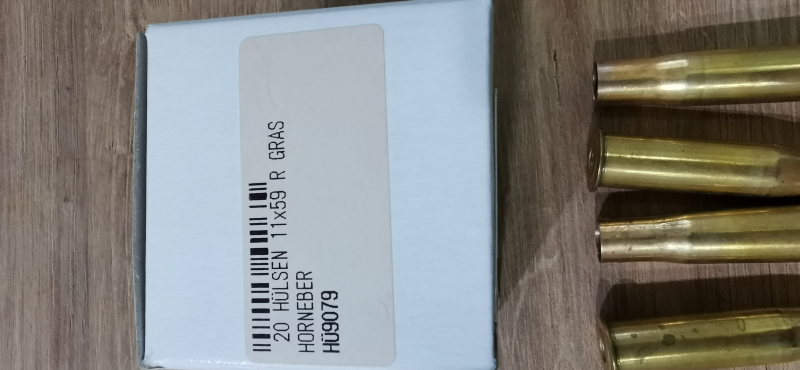 20 HÜLSEN 11x59 R GRAS
HORNEBER
HÜ9079